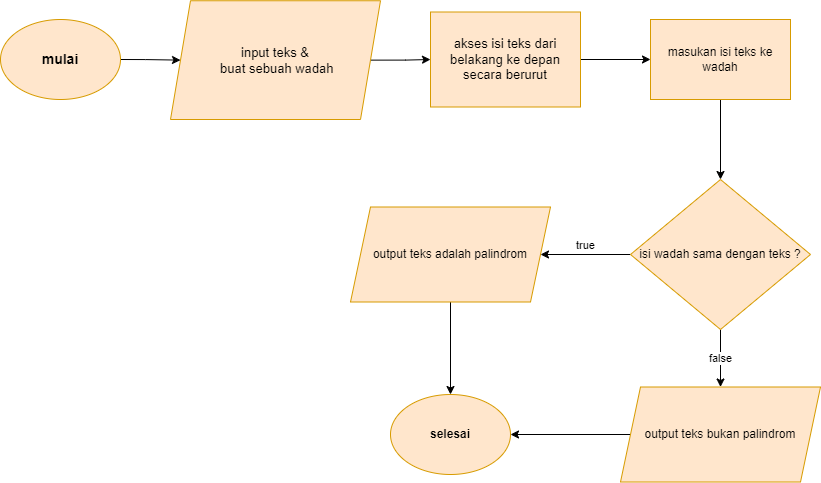 mulai
input teks &
buat sebuah wadah
akses isi teks dari
belakang ke depan
secara berurut
masukan isi teks ke
wadah
isi wadah sama dengan teks ?
true
output teks adalah palindrom
false
output teks bukan palindrom
selesai